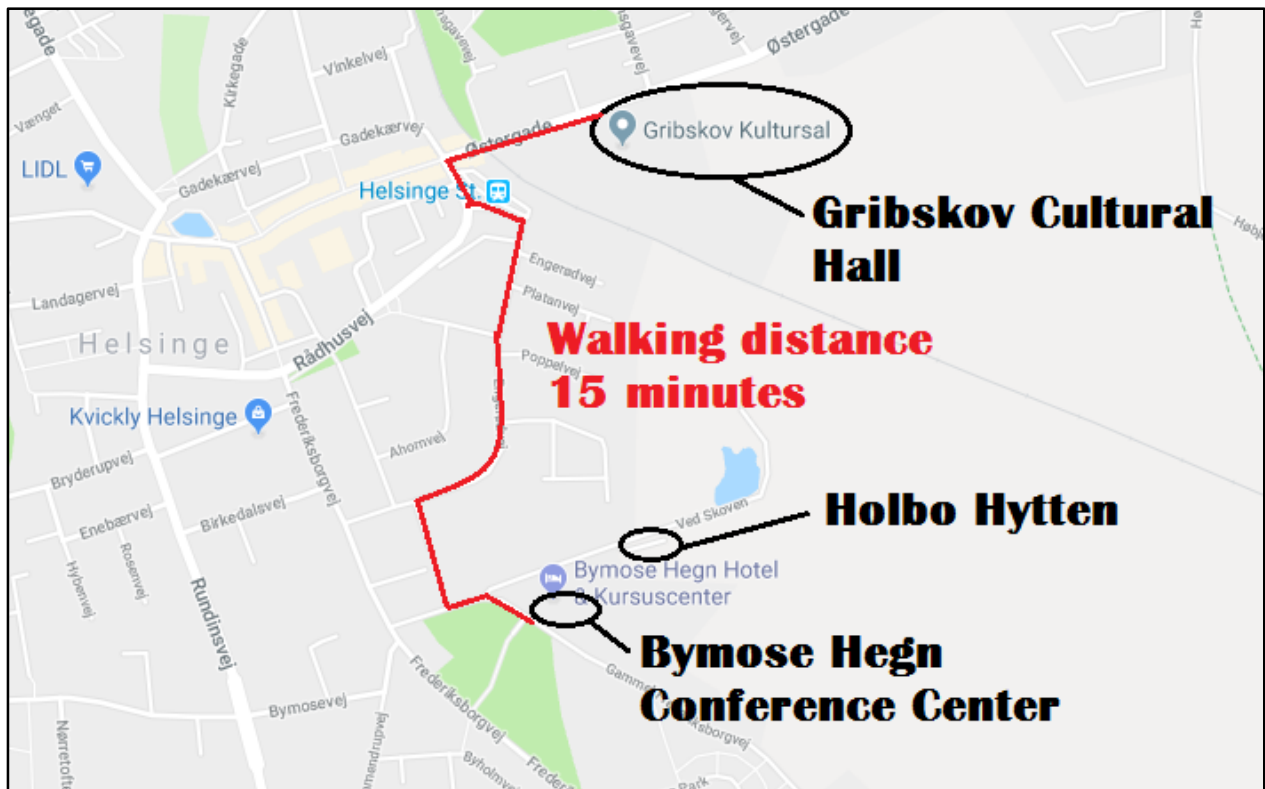 Østergade
Vinkelvej
Kirkegade
Vænget
Gadekærvej
Østergade
Gribskov Kultursal
LIDL
Gadekærvej
Helsinge St.
Gribskov Cultural
Hall
Engerødvej
Landagervej
Platanvej
Helsinge
Rådhusvej
Walking distance
15 minutes
Poppelvej
Kvickly Helsinge
Frederiksborgvej
Ahornvej
Bryderupvej
Enebærvej
Birkedalsvej
Rosenvej
Hybenvej
Ved Skoven
Holbo Hytten
Bymose Hegn Hotel
& Kursuscenter
Rundinsvej
Bymose Hegn
Conference Center
Frederiksborgvej
Bymosevej